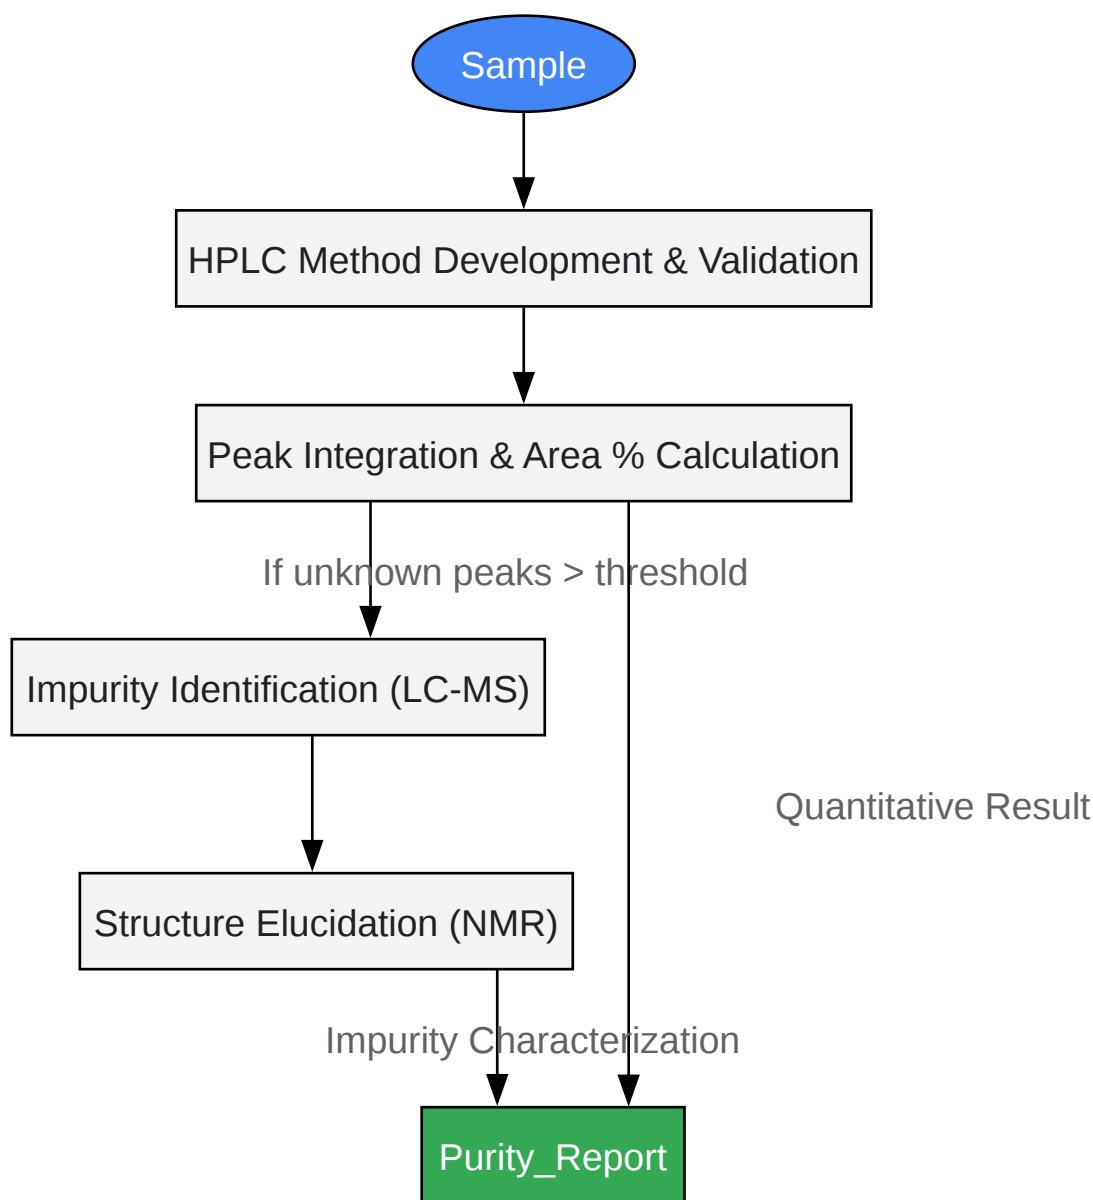 Sample
HPLC Method Development & Validation
Peak Integration & Area % Calculation
If unknown peaks > threshold
Impurity Identification (LC-MS)
Quantitative Result
Structure Elucidation (NMR)
Impurity Characterization
Purity_Report